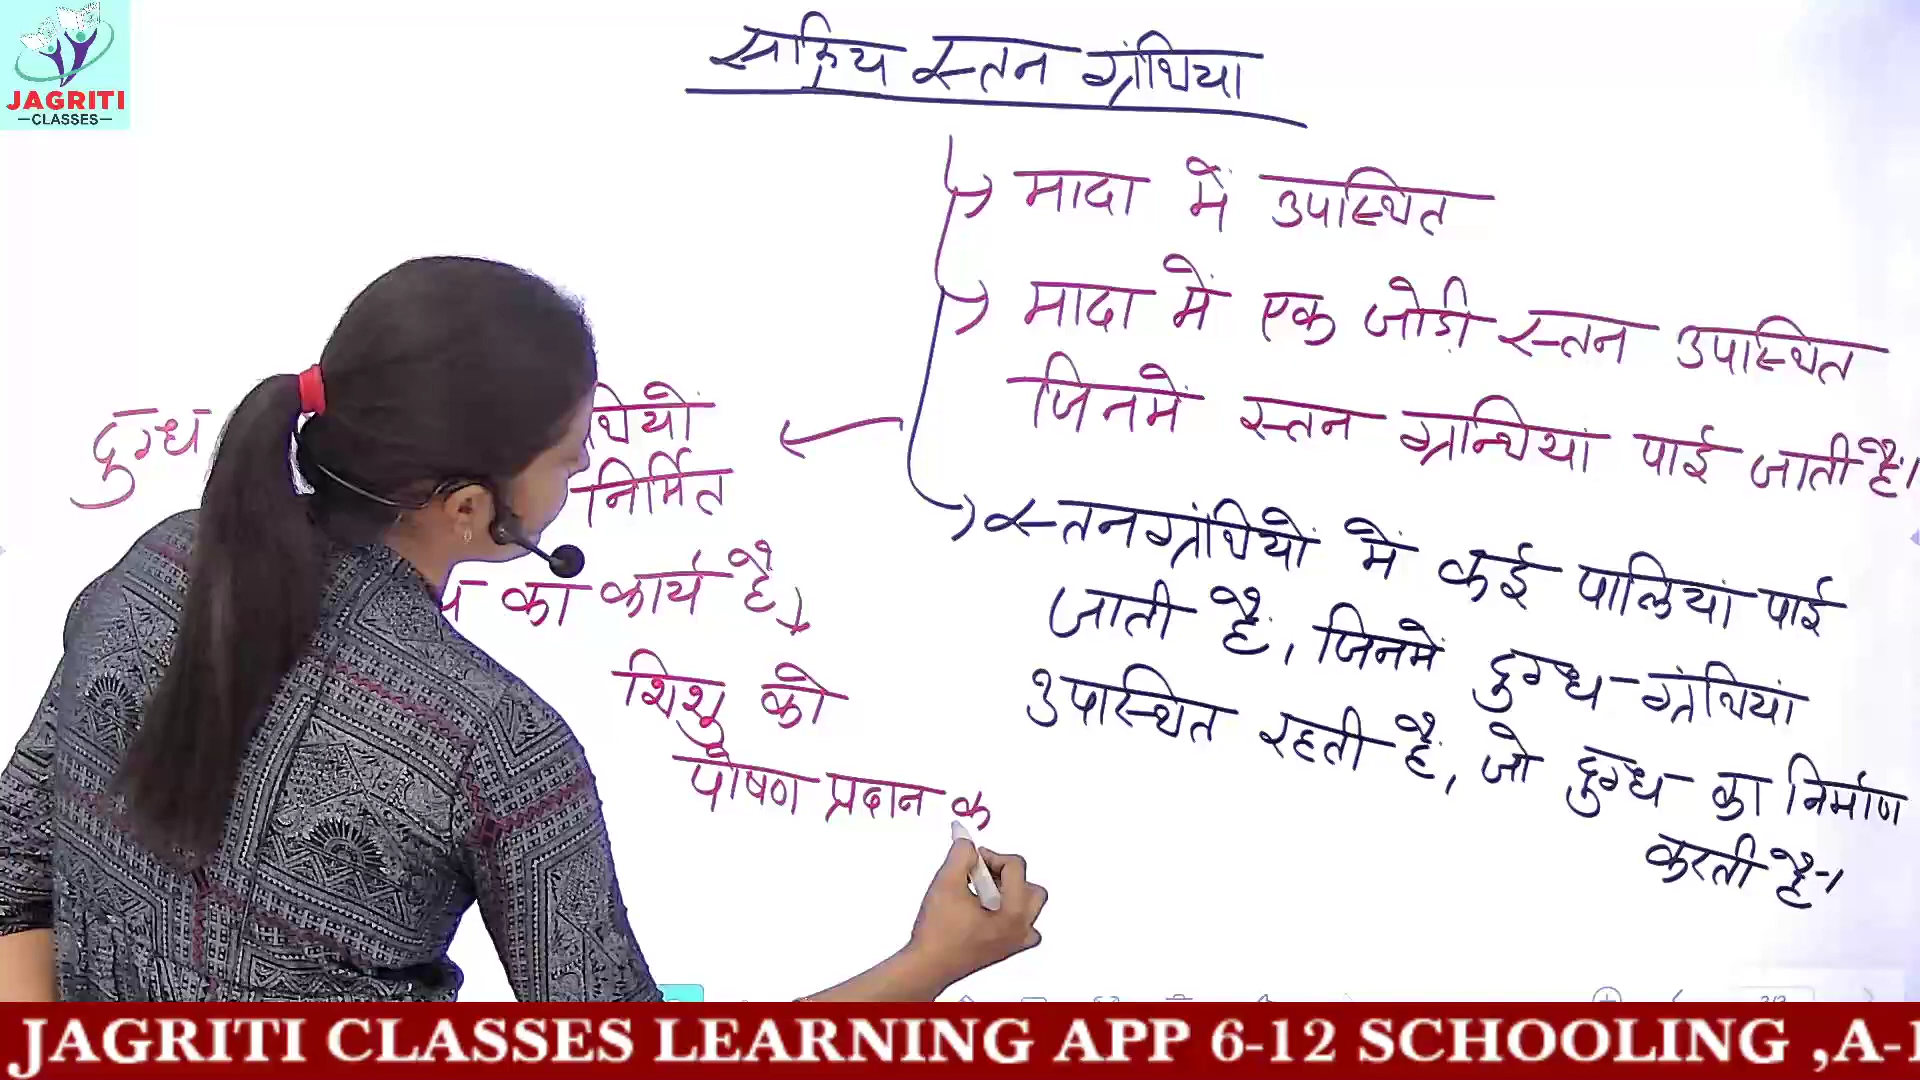 JAGRITI
CLASSES
सक्रिय स्तन ग्रंथिया
मादा में उपस्थित
मादा में एक जोड़ी स्तन उपस्थित
जिनमें स्तन ग्रन्थियां पाई जाती हैं।
स्तनग्रंथियों में कई पालियां पाई
जाती हैं, जिनमें दुग्ध-ग्रंथियां
उपस्थित रहती हैं, जो दुग्ध का निर्माण
करती है।
दुग्ध
निर्मित
का कार्य है
शिशु को
पोषण प्रदान क
JAGRITI CLASSES LEARNING APP 6-12 SCHOOLING ,A-